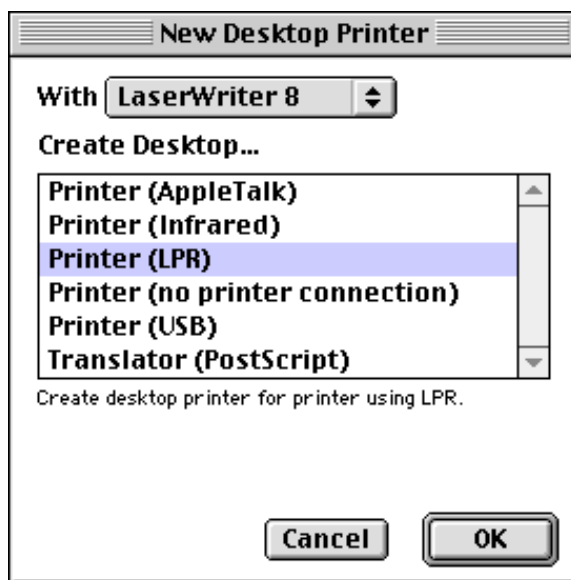 New Desktop Printer
With LaserWriter 8
Create Desktop...
Printer (AppleTalk)
Printer (Infrared)
Printer (LPR)
Printer (no printer connection)
Printer (USB)
Translator (PostScript)
Create desktop printer for printer using LPR.
Cancel OK